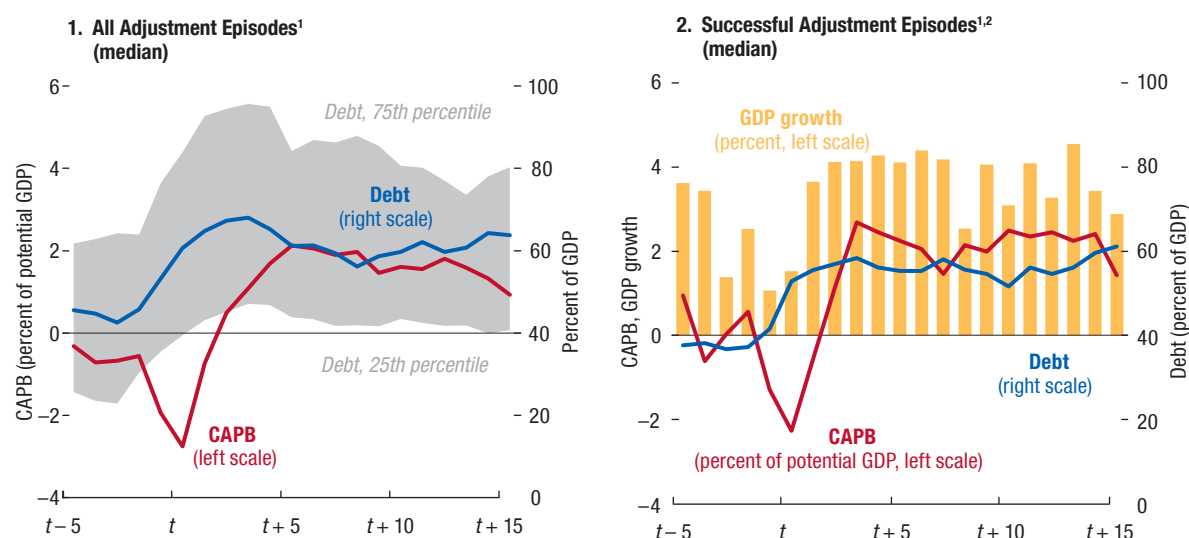 1. All Adjustment Episodes1
(median)
6
4
2
0
−2
−4
CAPB (percent of potential GDP)
100
80
60
40
20
0
Percent of GDP
Debt, 75th percentile
Debt
(right scale)
Debt, 25th percentile
CAPB
(left scale)
t − 5
t
t + 5
t + 10
t + 15
2. Successful Adjustment Episodes1,2
(median)
6
4
2
0
−2
−4
CAPB, GDP growth
100
80
60
40
20
0
Debt (percent of GDP)
GDP growth
(percent, left scale)
Debt
(right scale)
CAPB
(percent of potential GDP, left scale)
t − 5
t
t + 5
t + 10
t + 15